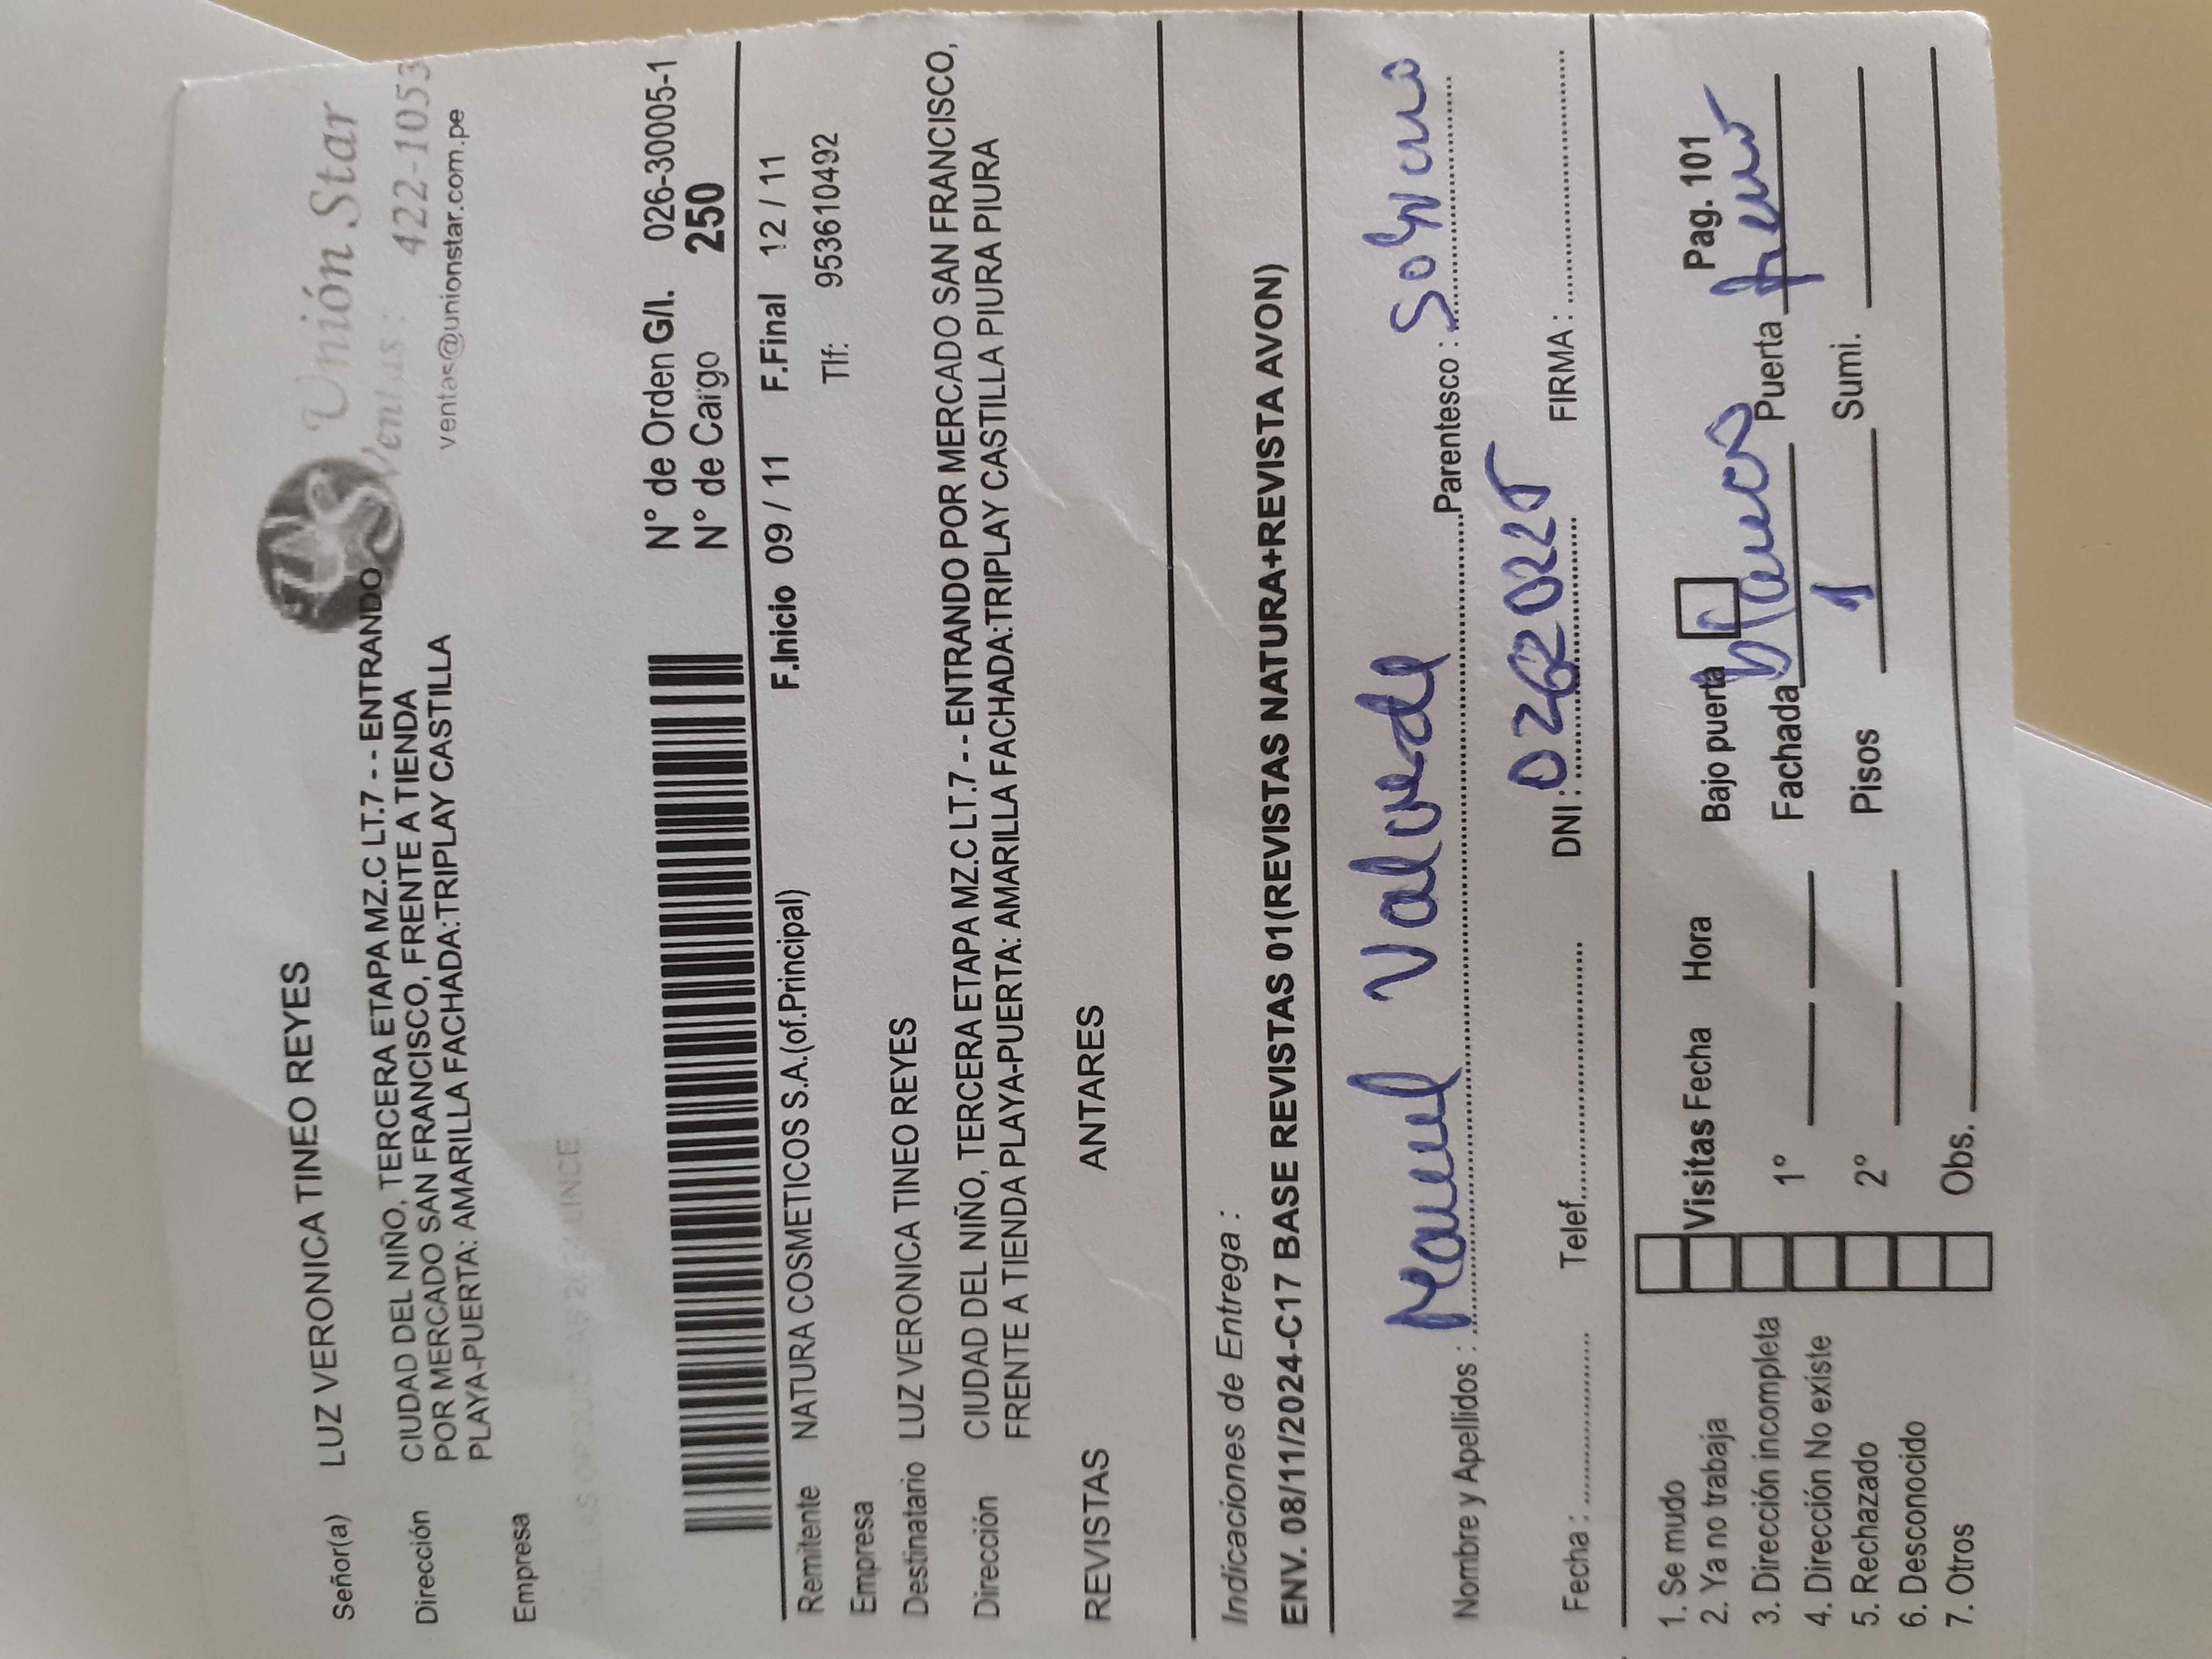 Unión Star
Ventas: 422-1053
ventas@unionstar.com.pe
Señor(a) LUZ VERONICA TINEO REYES
Dirección CIUDAD DEL NIÑO, TERCERA ETAPA MZ.C LT.7 - - ENTRANDO
POR MERCADO SAN FRANCISCO, FRENTE A TIENDA
PLAYA-PUERTA: AMARILLA FACHADA:TRIPLAY CASTILLA
Empresa
N° de Orden G/I. 026-30005-1
N° de Cargo 250
Remitente NATURA COSMETICOS S.A.(of.Principal) F.Inicio 09 / 11 F.Final 12 / 11
Empresa Tlf: 953610492
Destinatario LUZ VERONICA TINEO REYES
Dirección CIUDAD DEL NIÑO, TERCERA ETAPA MZ.C LT.7 - - ENTRANDO POR MERCADO SAN FRANCISCO,
FRENTE A TIENDA PLAYA-PUERTA: AMARILLA FACHADA:TRIPLAY CASTILLA PIURA PIURA
REVISTAS ANTARES
Indicaciones de Entrega :
ENV. 08/11/2024-C17 BASE REVISTAS 01(REVISTAS NATURA+REVISTA AVON)
Nombre y Apellidos : Manuel Valverde Parentesco :
Fecha : Telef. DNI : FIRMA :
1. Se mudo
2. Ya no trabaja
3. Dirección incompleta
4. Dirección No existe
5. Rechazado
6. Desconocido
7. Otros
Visitas Fecha Hora Bajo puerta Pag. 101
1° Fachada blanco Puerta
2° Pisos 1 Sumi.
Obs.